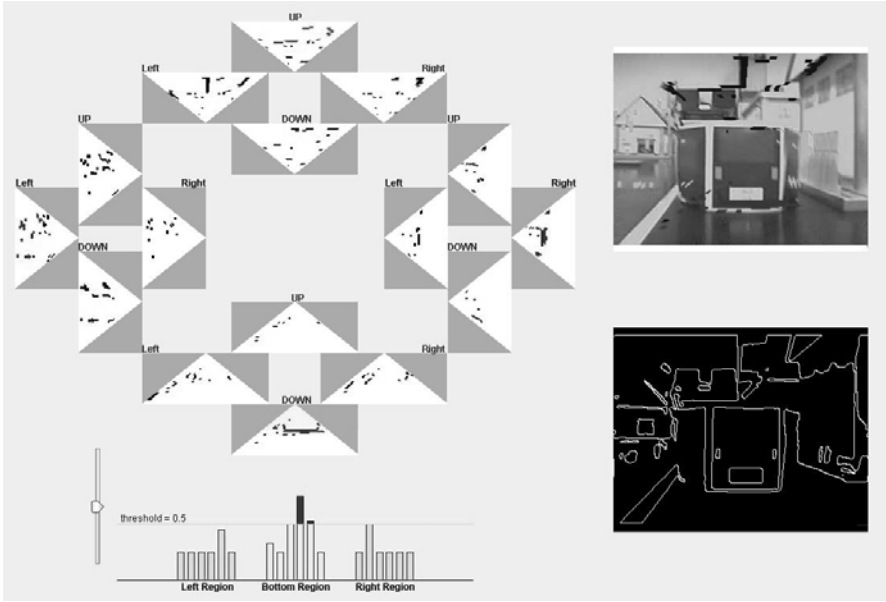 UP
Left
Right
DOWN
UP
UP
Left
Right
Left
Right
DOWN
DOWN
UP
Left
Right
DOWN
threshold = 0.5
Left Region
Bottom Region
Right Region